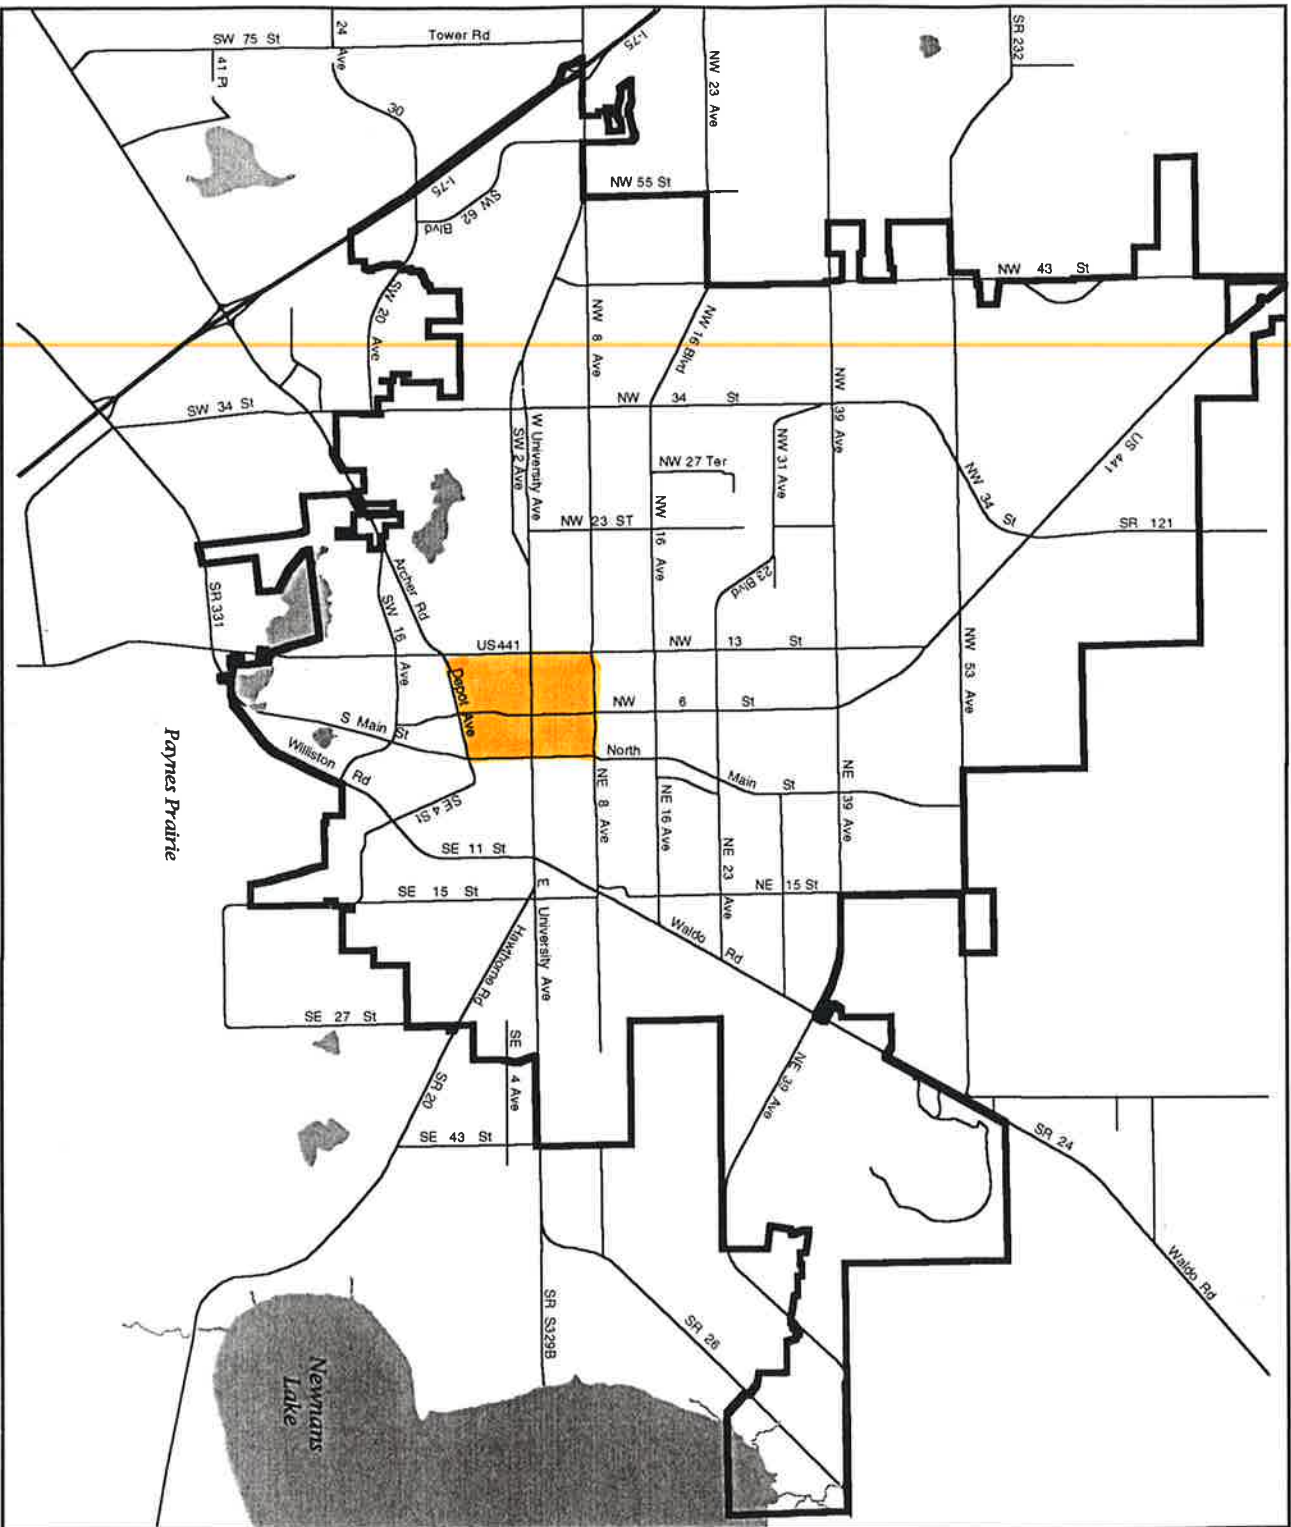 SW 75 St
Tower Rd
24 Ave
41 Pl
30
I-75
NW 23 Ave
SR 232
I-75
SW 62 Blvd
NW 55 St
NW 43 St
SW 20 Ave
NW 8 Ave
NW 16 Blvd
SW 34 St
NW 34 St
NW 39 Ave
US 441
W University Ave
SW 2 Ave
NW 27 Ter
NW 31 Ave
NW 34 St
SR 121
NW 23 ST
NW 16 Ave
23 Blvd
Archer Rd
SR 331
SW 16 Ave
US441
NW 13 St
NW 53 Ave
Depot Ave
NW 6 St
S Main St
Williston Rd
North Main St
Paynes Prairie
SE 4 St
NE 8 Ave
NE 16 Ave
NE 39 Ave
NE 23 Ave
SE 11 St
SE 15 St
E University Ave
NE 15 St
Waldo Rd
Hawthorne Rd
SE 27 St
SE 4 Ave
NE 39 Ave
SR 20
SE 43 St
SR 24
Waldo Rd
SR S329B
SR 26
Newnans
Lake